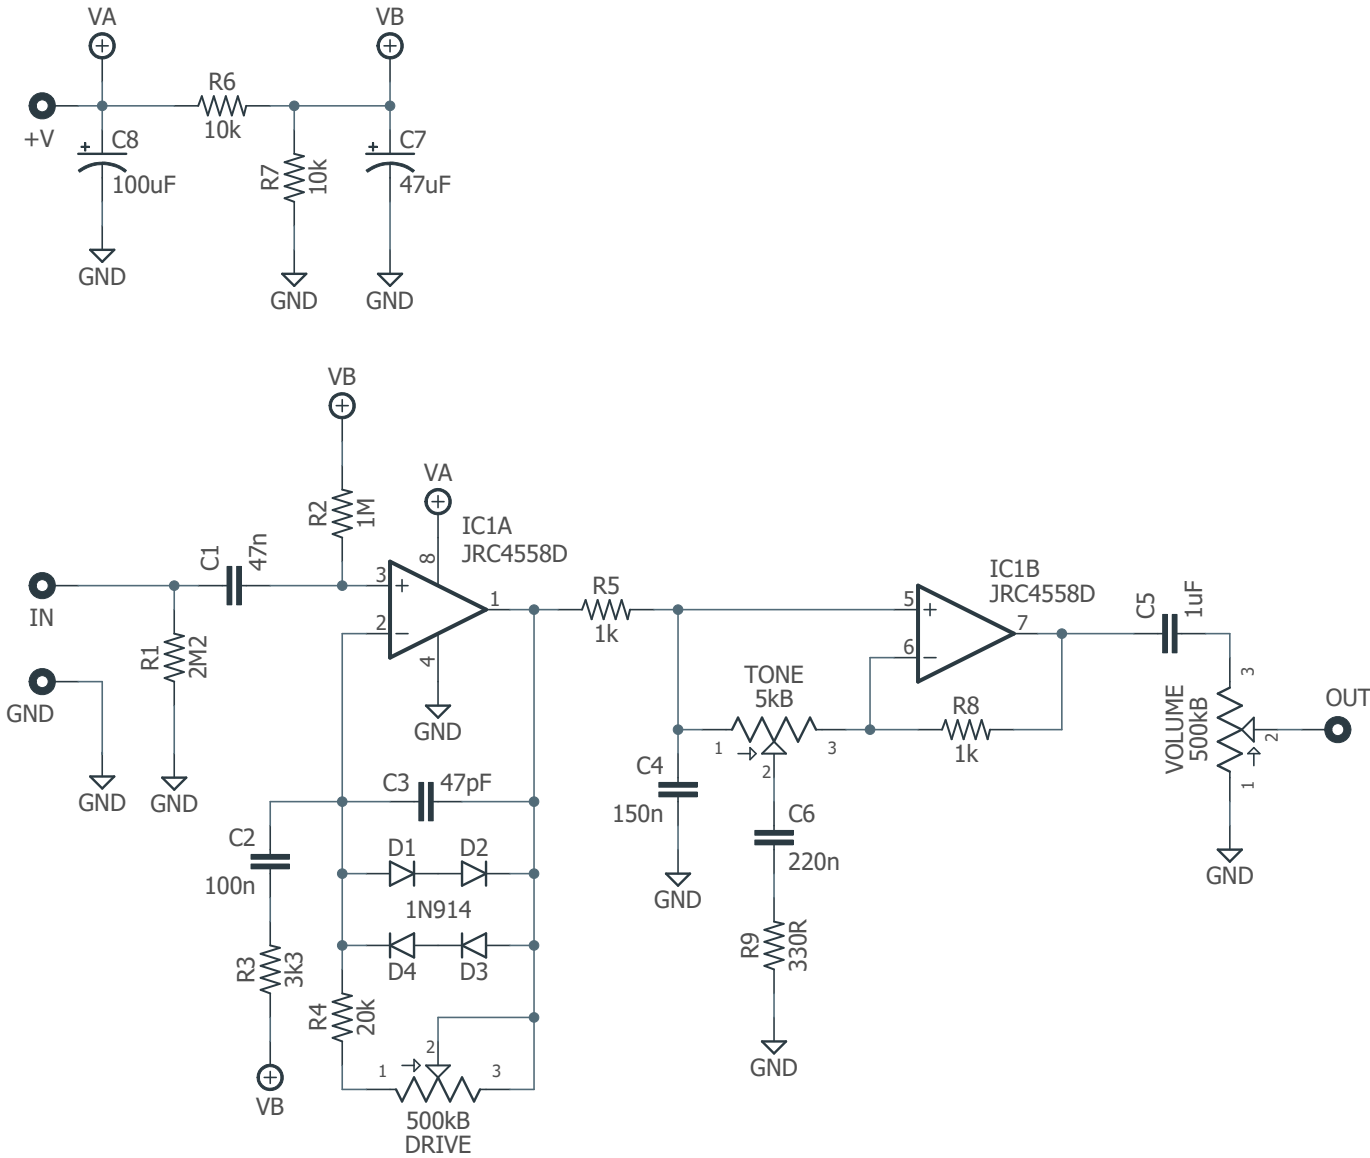 VA
VB
+V
R6
10k
C8
100uF
R7
10k
C7
47uF
GND
GND
GND
VB
VA
R2
1M
IC1A
JRC4558D
C1
47n
8
3
+
2
−
1
4
IN
R1
2M2
GND
GND
GND
GND
R5
1k
IC1B
JRC4558D
5
+
6
−
7
C5
1uF
TONE
5kB
1
2
3
R8
1k
VOLUME
500kB
3
2
1
OUT
GND
C3
47pF
C4
150n
GND
C6
220n
C2
100n
D1
D2
1N914
D4
D3
R3
3k3
R4
20k
R9
330R
GND
VB
1
2
3
500kB
DRIVE